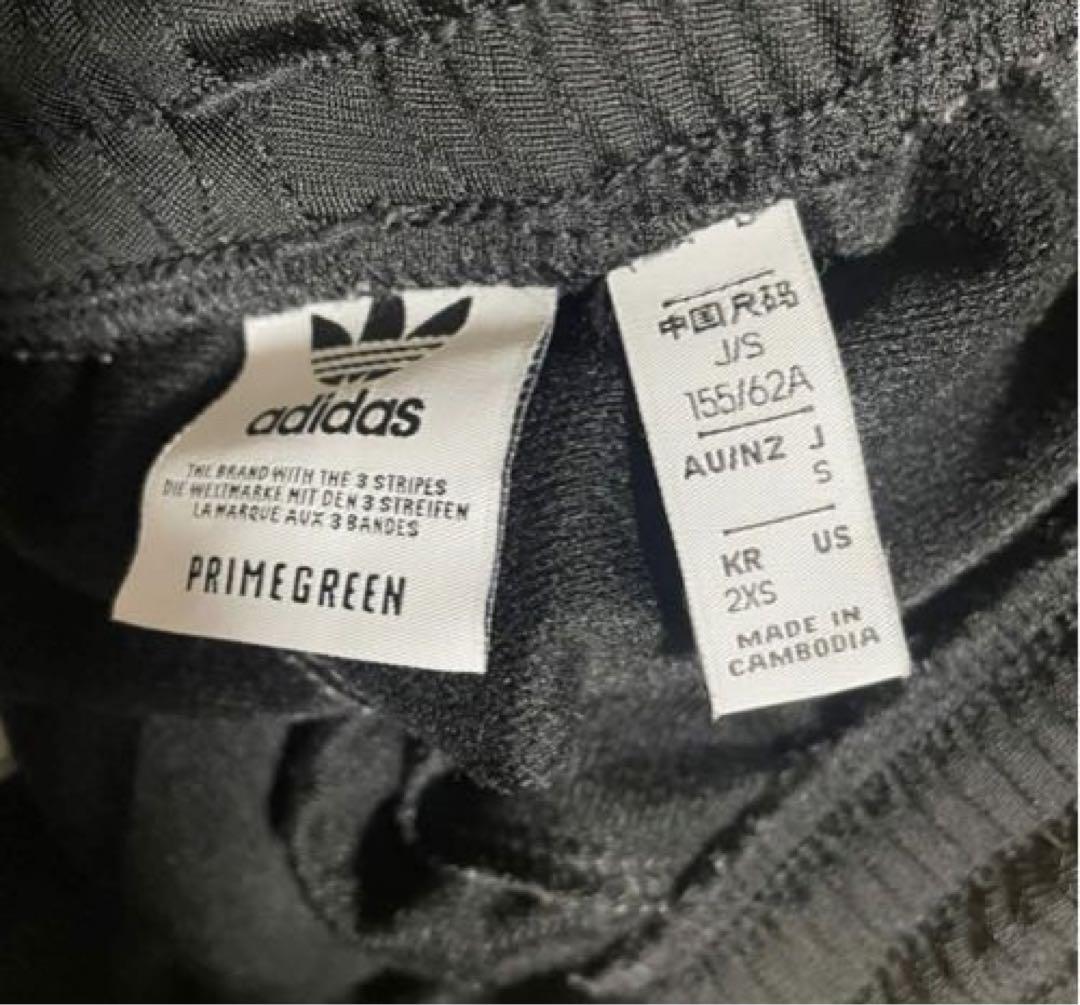 adidas
THE BRAND WITH THE 3 STRIPES
DIE WELTMARKE MIT DEN 3 STREIFEN
LA MARQUE AUX 3 BANDES
PRIMEGREEN
中国尺码
J/S
155/62A
AU/NZ J
S
KR US
2XS
MADE IN
CAMBODIA